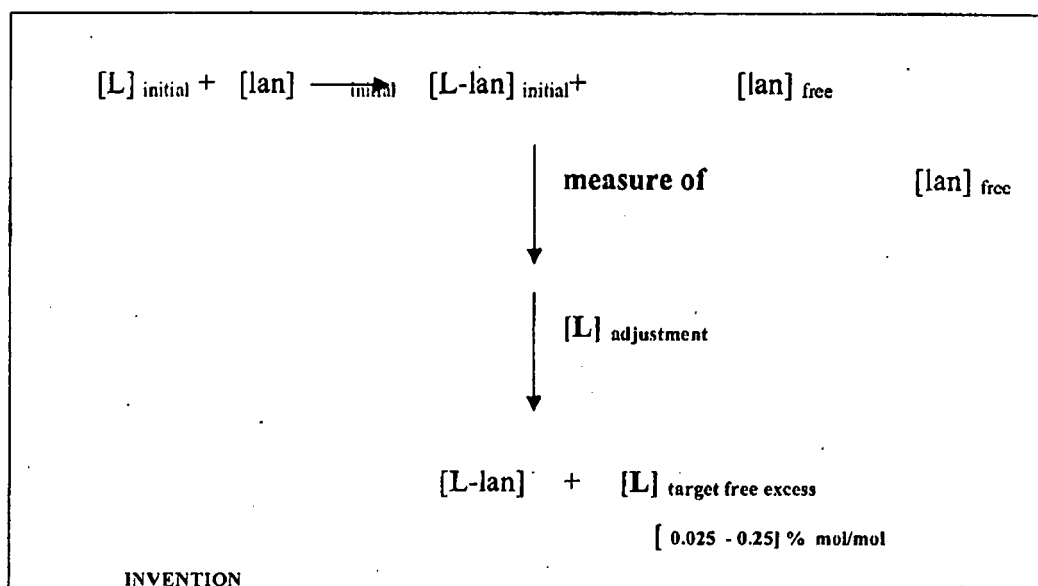 [L] initial + [lan] initial [L-lan] initial + [lan] free
measure of [lan] free
[L] adjustment
[L-lan] + [L] target free excess
[ 0.025 - 0.25] % mol/mol
INVENTION